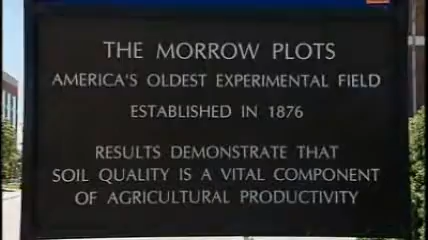 THE MORROW PLOTS
AMERICA'S OLDEST EXPERIMENTAL FIELD
ESTABLISHED IN 1876
RESULTS DEMONSTRATE THAT
SOIL QUALITY IS A VITAL COMPONENT
OF AGRICULTURAL PRODUCTIVITY